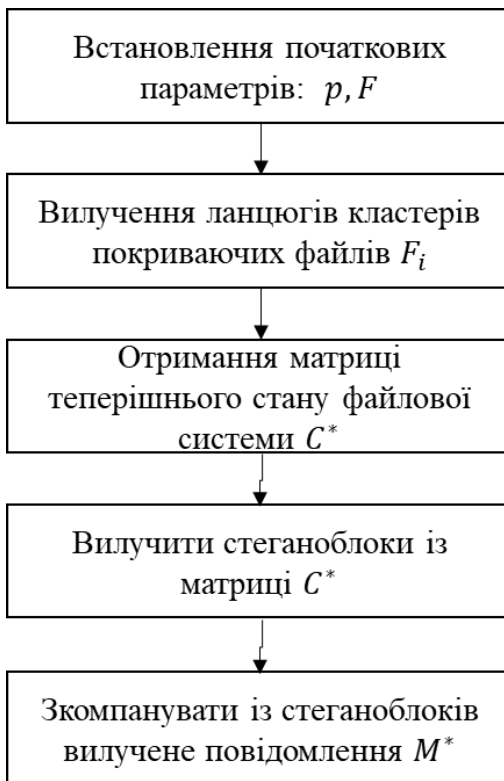 Встановлення початкових
параметрів: p, F
Вилучення ланцюгів кластерів
покриваючих файлів Fᵢ
Отримання матриці
теперішнього стану файлової
системи C*
Вилучити стеганоблоки із
матриці C*
Зкомпанувати із стеганоблоків
вилучене повідомлення M*